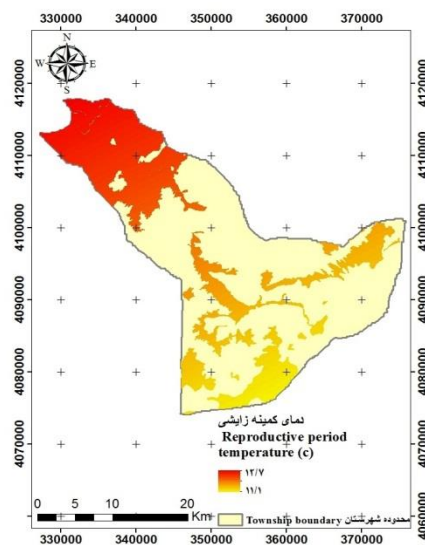 330000 340000 350000 360000 370000
N
W E
S
4120000 4120000
4110000 4110000
4100000 4100000
4090000 4090000
4080000 4080000
4070000 4070000
4060000
دمای کمینه زایشی
Reproductive period
temperature (c)
۱۲/۷
۱۱/۱
0 5 10 20
Km
Township boundary محدوده شهرستان
330000 340000 350000 360000 370000